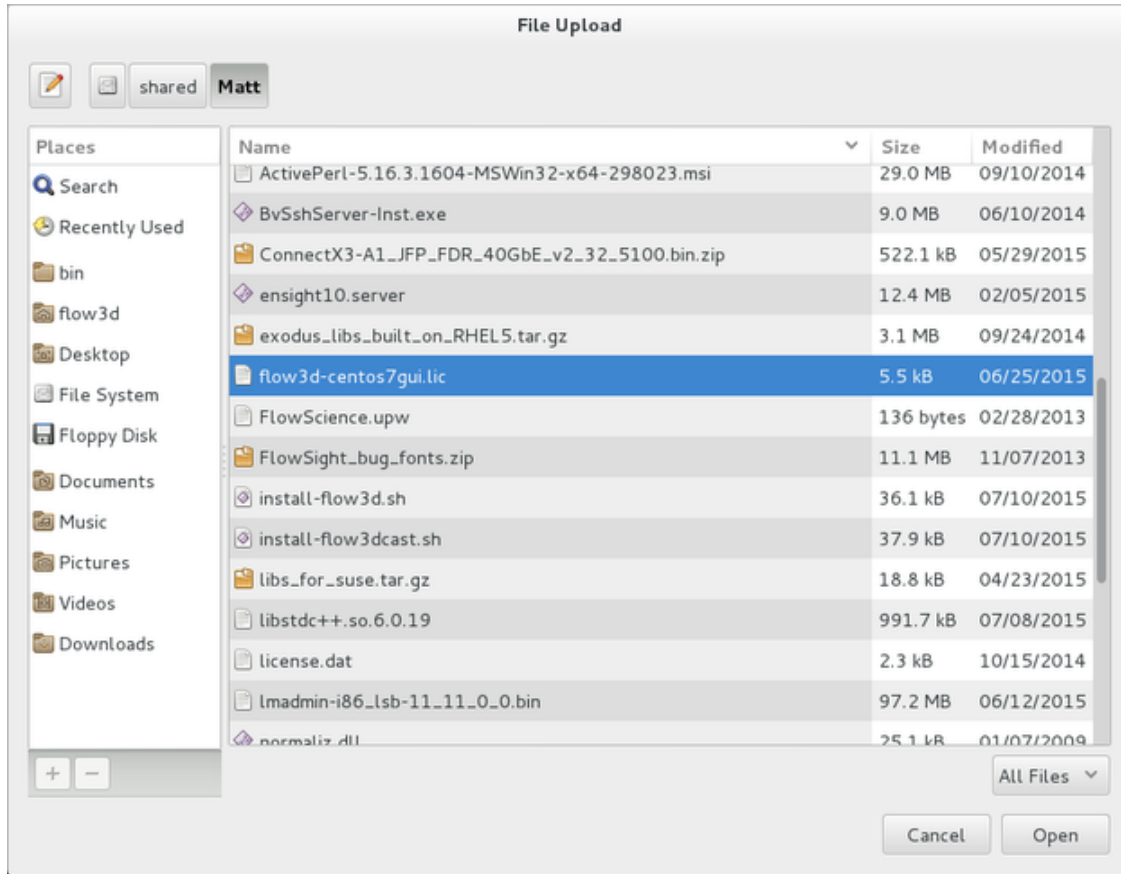 File Upload
shared Matt
Places
Search
Recently Used
bin
flow3d
Desktop
File System
Floppy Disk
Documents
Music
Pictures
Videos
Downloads
Name Size Modified
ActivePerl-5.16.3.1604-MSWin32-x64-298023.msi 29.0 MB 09/10/2014
BvSshServer-Inst.exe 9.0 MB 06/10/2014
ConnectX3-A1_JFP_FDR_40GbE_v2_32_5100.bin.zip 522.1 kB 05/29/2015
ensight10.server 12.4 MB 02/05/2015
exodus_libs_built_on_RHEL5.tar.gz 3.1 MB 09/24/2014
flow3d-centos7gui.lic 5.5 kB 06/25/2015
FlowScience.upw 136 bytes 02/28/2013
FlowSight_bug_fonts.zip 11.1 MB 11/07/2013
install-flow3d.sh 36.1 kB 07/10/2015
install-flow3dcast.sh 37.9 kB 07/10/2015
libs_for_suse.tar.gz 18.8 kB 04/23/2015
libstdc++.so.6.0.19 991.7 kB 07/08/2015
license.dat 2.3 kB 10/15/2014
lmadmin-i86_lsb-11_11_0_0.bin 97.2 MB 06/12/2015
normaliz.dll 25.1 kB 01/07/2009
+ −
All Files
Cancel Open